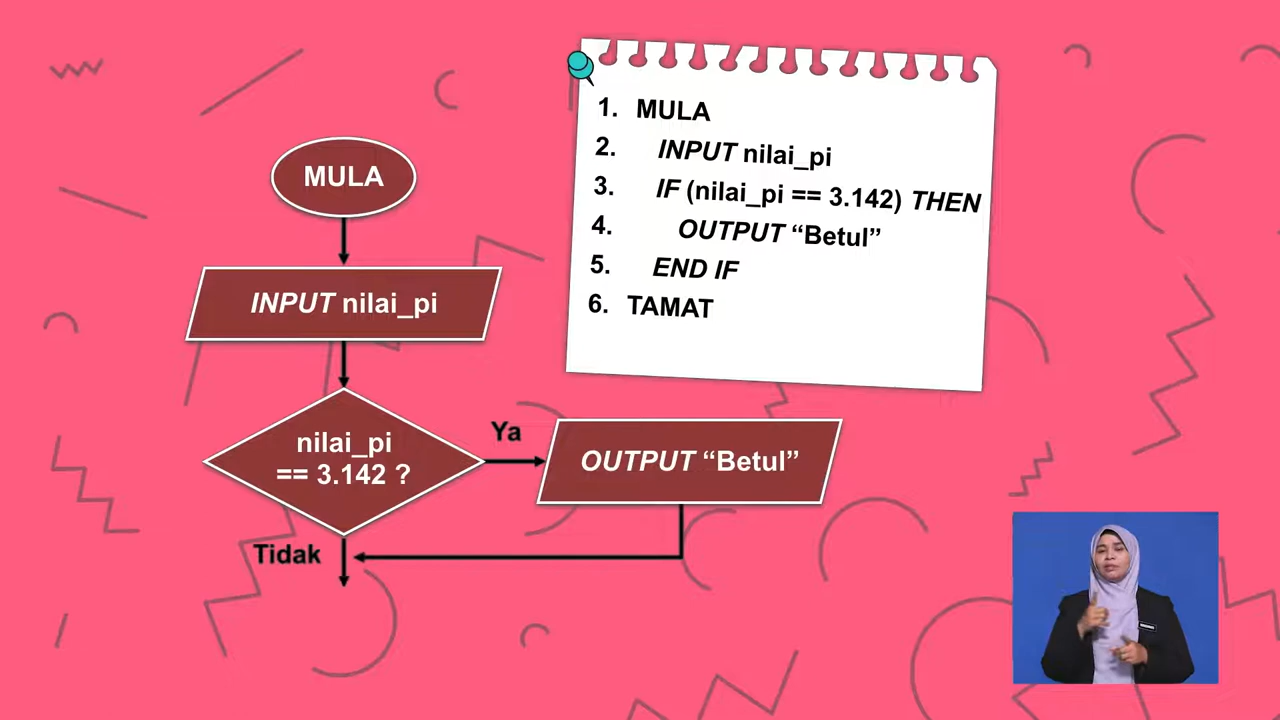 MULA
INPUT nilai_pi
nilai_pi
== 3.142 ?
Ya
OUTPUT “Betul”
Tidak
1. MULA
2. INPUT nilai_pi
3. IF (nilai_pi == 3.142) THEN
4. OUTPUT “Betul”
5. END IF
6. TAMAT